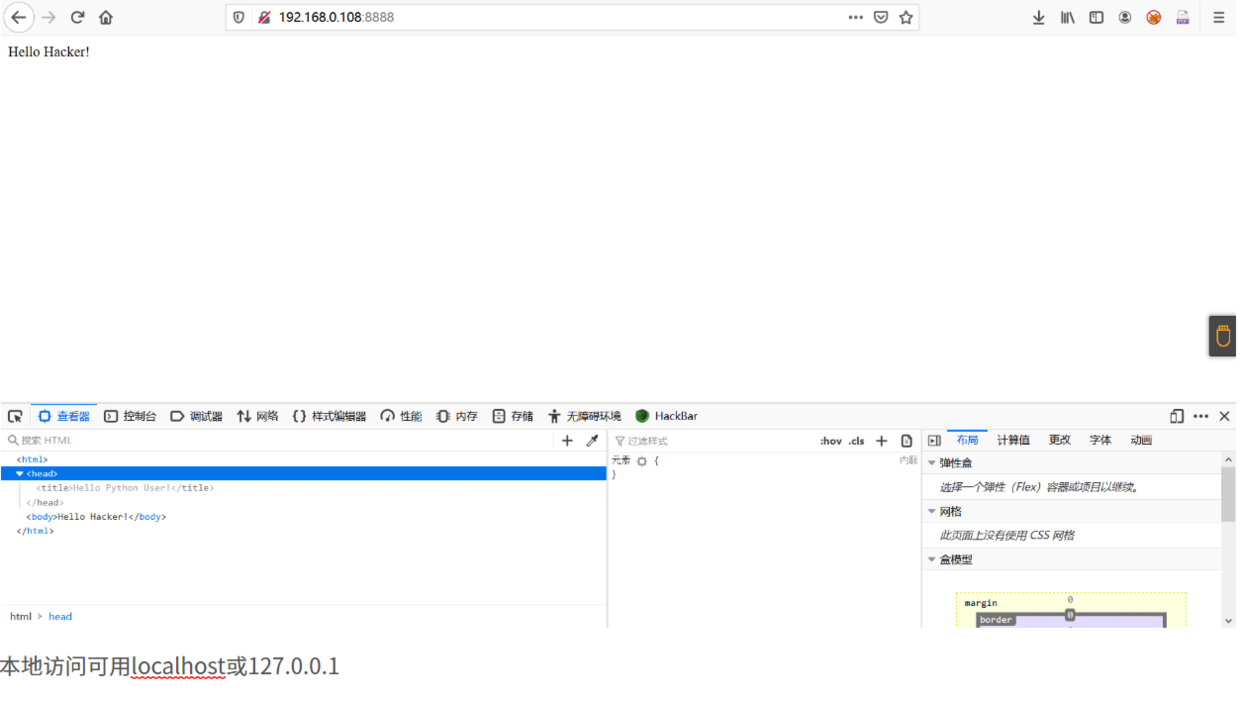 192.168.0.108:8888
Hello Hacker!
查看器 控制台 调试器 网络 {} 样式编辑器 性能 内存 存储 无障碍环境 HackBar
搜索 HTML
过滤样式 :hov .cls
布局 计算值 更改 字体 动画
<html>
<head>
<title>Hello Python User!</title>
</head>
<body>Hello Hacker!</body>
</html>
元素 {
内联
}
弹性盒
选择一个弹性（Flex）容器或项目以继续。
网格
此页面上没有使用 CSS 网格
盒模型
margin 0
border 0
html > head
本地访问可用localhost或127.0.0.1